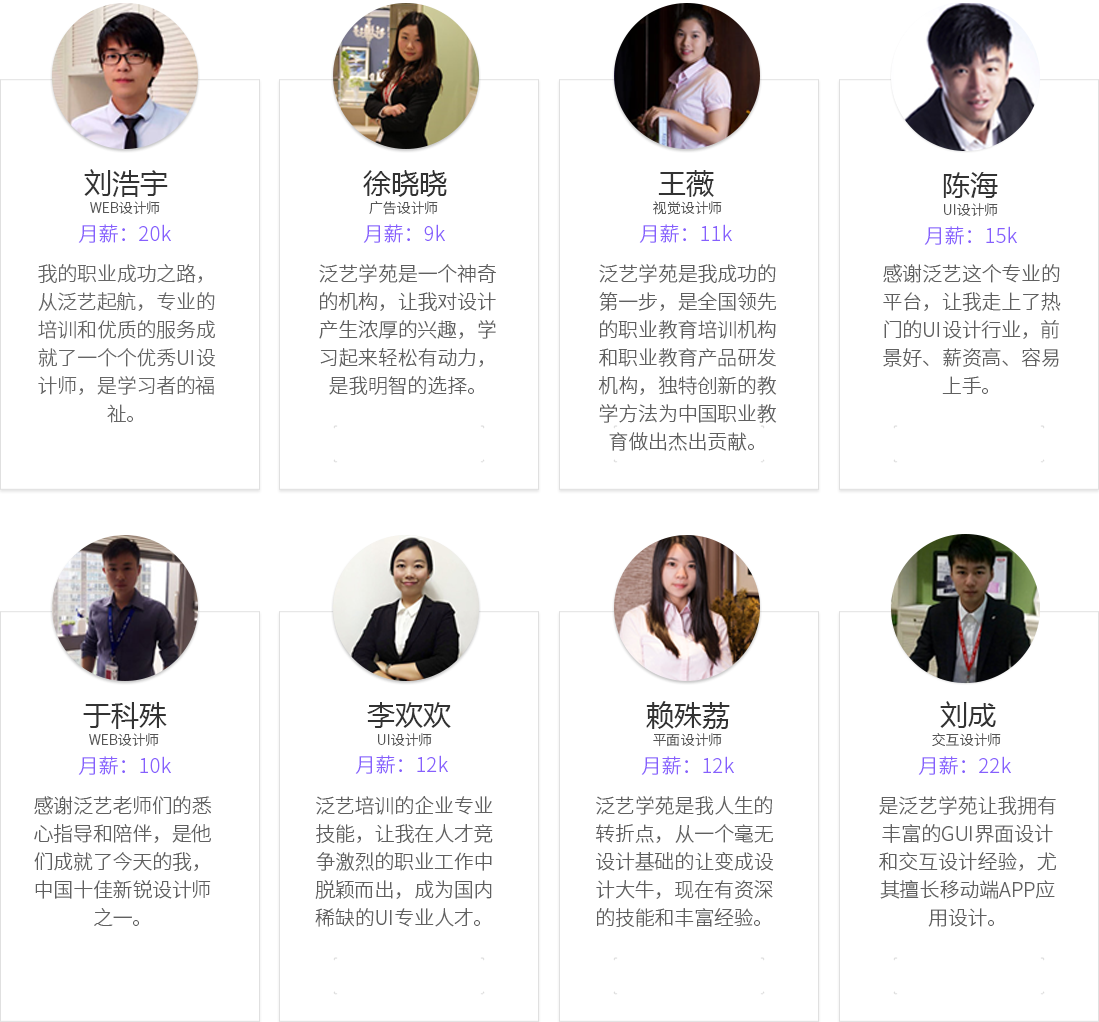 刘浩宇
WEB设计师
月薪：20k
我的职业成功之路，
从泛艺起航，专业的
培训和优质的服务成
就了一个个优秀UI设
计师，是学习者的福
祉。
徐晓晓
广告设计师
月薪：9k
泛艺学苑是一个神奇
的机构，让我对设计
产生浓厚的兴趣，学
习起来轻松有动力，
是我明智的选择。
王薇
视觉设计师
月薪：11k
泛艺学苑是我成功的
第一步，是全国领先
的职业教育培训机构
和职业教育产品研发
机构，独特创新的教
学方法为中国职业教
育做出杰出贡献。
陈海
UI设计师
月薪：15k
感谢泛艺这个专业的
平台，让我走上了热
门的UI设计行业，前
景好、薪资高、容易
上手。
于科殊
WEB设计师
月薪：10k
感谢泛艺老师们的悉
心指导和陪伴，是他
们成就了今天的我，
中国十佳新锐设计师
之一。
李欢欢
UI设计师
月薪：12k
泛艺培训的企业专业
技能，让我在人才竞
争激烈的职业工作中
脱颖而出，成为国内
稀缺的UI专业人才。
赖殊荔
平面设计师
月薪：12k
泛艺学苑是我人生的
转折点，从一个毫无
设计基础的让变成设
计大牛，现在有资深
的技能和丰富经验。
刘成
交互设计师
月薪：22k
是泛艺学苑让我拥有
丰富的GUI界面设计
和交互设计经验，尤
其擅长移动端APP应
用设计。